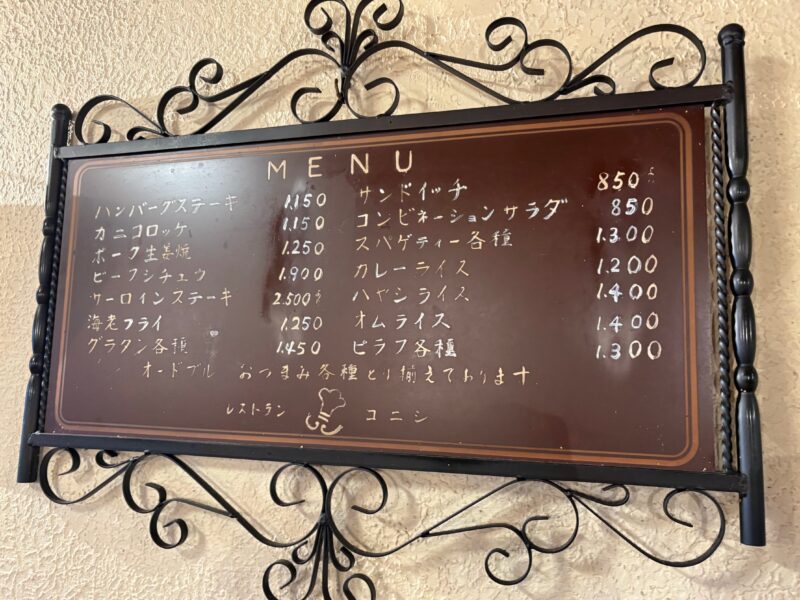 MENU
ハンバーグステーキ 1.150
カニコロッケ 1.150
ポーク生姜焼 1.250
ビーフシチュウ 1.900
サーロインステーキ 2.500
海老フライ 1.250
グラタン各種 1.450
サンドイッチ 850
コンビネーションサラダ 850
スパゲティー各種 1.300
カレーライス 1.200
ハヤシライス 1.400
オムライス 1.400
ピラフ各種 1.300
オードブル おつまみ各種とり揃えております
レストラン コニシ